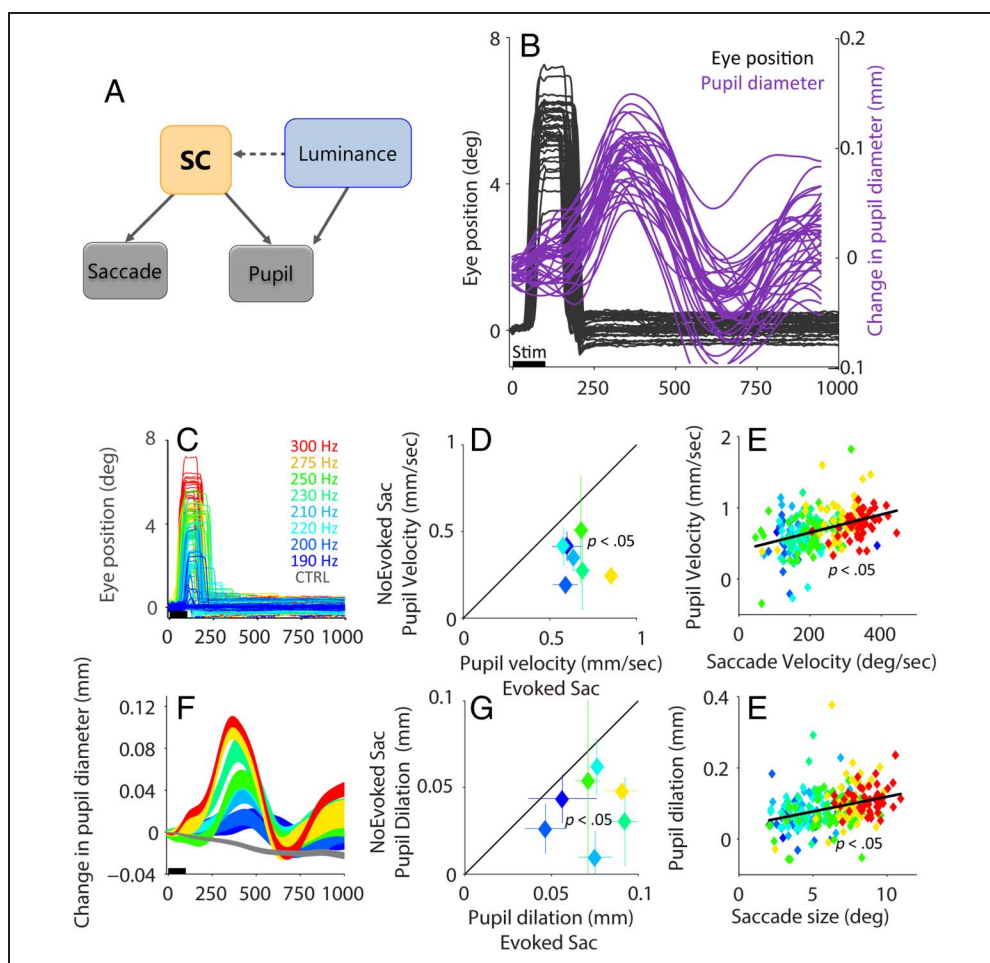 A
SC
Luminance
Saccade
Pupil
B
Eye position
Pupil diameter
8
4
0
Eye position (deg)
0.2
0.1
0
0.1
Change in pupil diameter (mm)
Stim
0 250 500 750 1000
C
8
4
0
Eye position (deg)
300 Hz
275 Hz
250 Hz
230 Hz
210 Hz
220 Hz
200 Hz
190 Hz
CTRL
0 250 500 750 1000
D
NoEvoked Sac
Pupil Velocity (mm/sec)
1
0.5
0
p < .05
0.5 1
Pupil velocity (mm/sec)
Evoked Sac
E
Pupil Velocity (mm/sec)
2
1
0
p < .05
0 200 400
Saccade Velocity (deg/sec)
F
Change in pupil diameter (mm)
0.12
0.08
0.04
0
−0.04
0 250 500 750 1000
G
NoEvoked Sac
Pupil Dilation (mm)
0.1
0.05
0
p < .05
0.05 0.1
Pupil dilation (mm)
Evoked Sac
E
Pupil dilation (mm)
0.4
0.2
0
p < .05
0 5 10
Saccade size (deg)